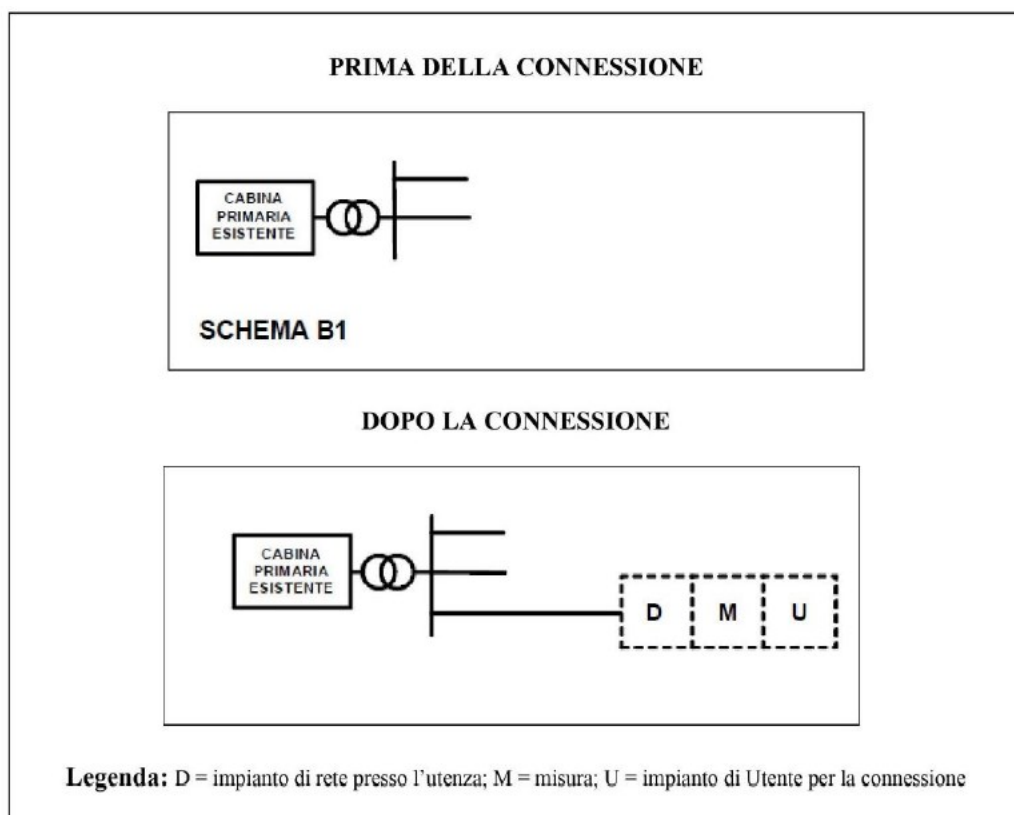 PRIMA DELLA CONNESSIONE
CABINA
PRIMARIA
ESISTENTE
SCHEMA B1
DOPO LA CONNESSIONE
CABINA
PRIMARIA
ESISTENTE
D M U
Legenda: D = impianto di rete presso l'utenza; M = misura; U = impianto di Utente per la connessione